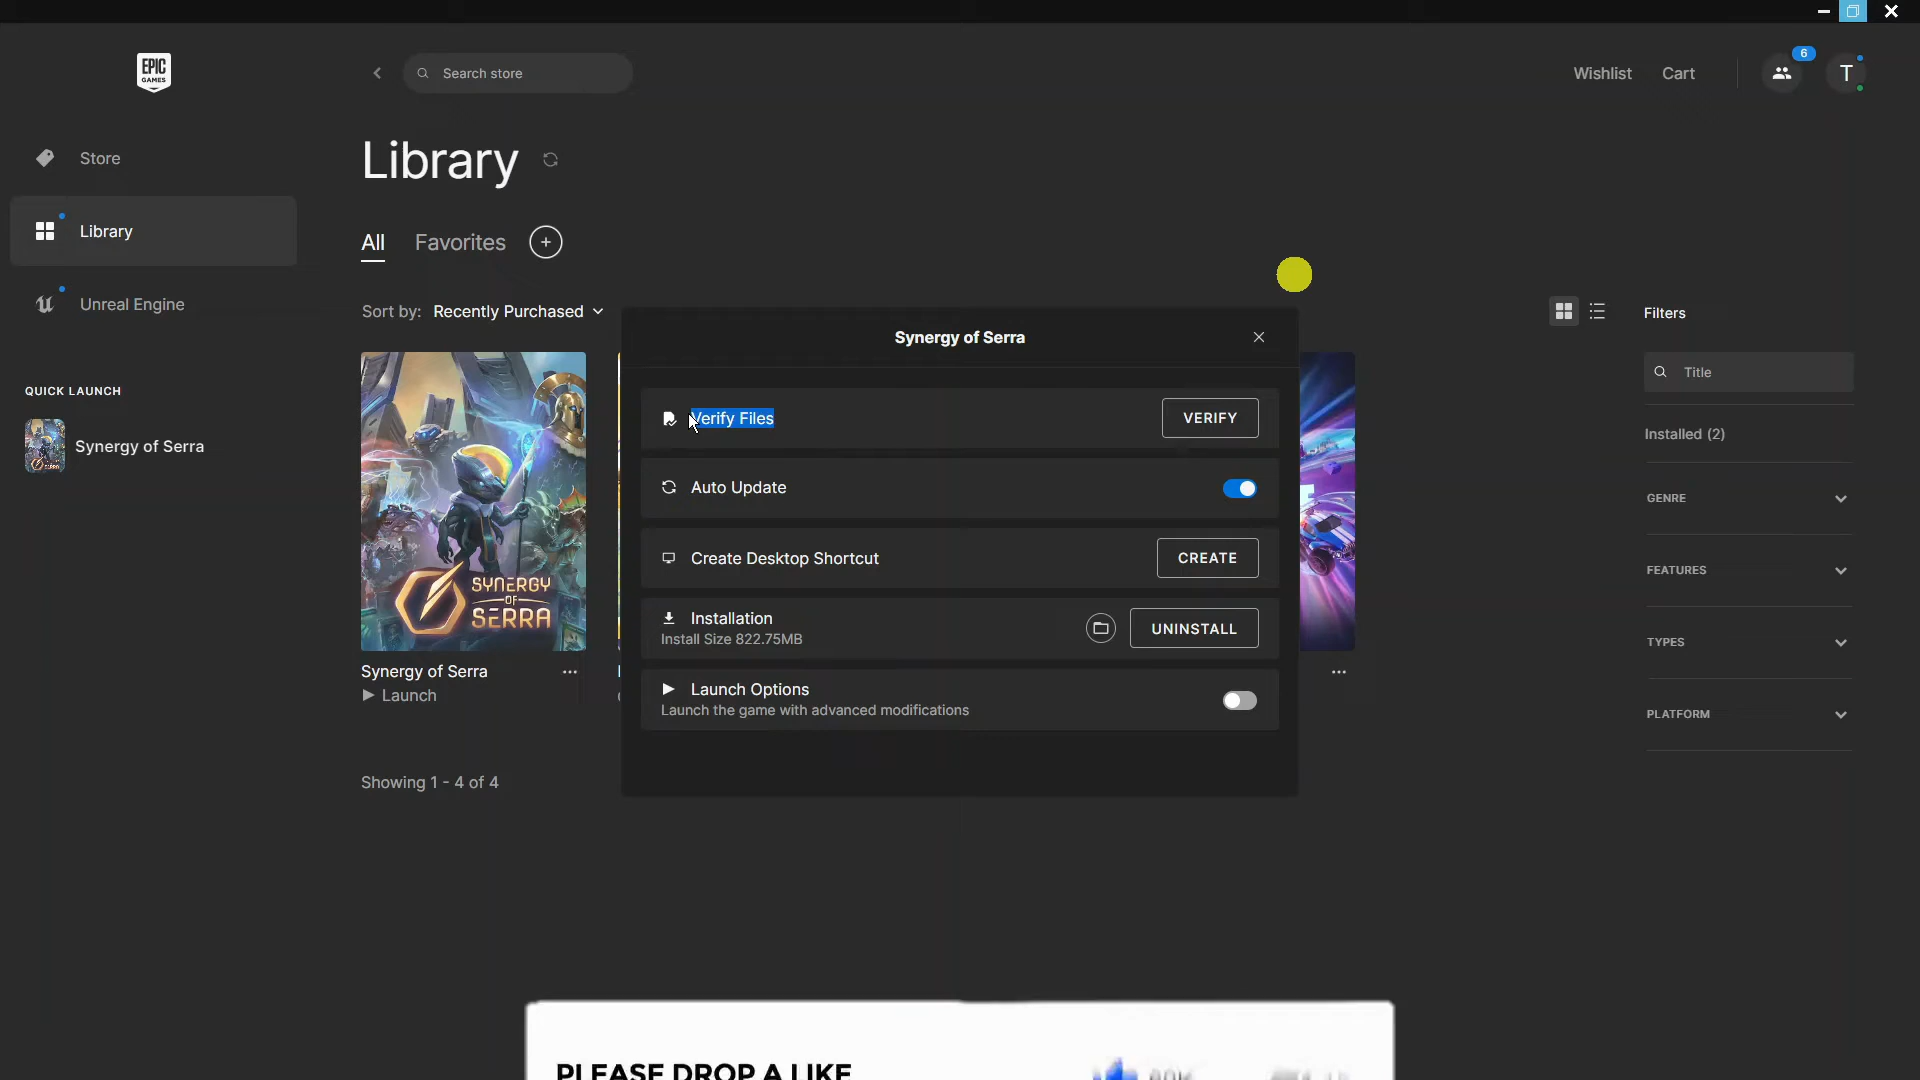 EPIC
GAMES
Search store
Wishlist
Cart
6
T
Store
Library
Unreal Engine
QUICK LAUNCH
Synergy of Serra
Library
All
Favorites
Sort by: Recently Purchased
SYNERGY
OF
SERRA
Synergy of Serra
Launch
Showing 1 - 4 of 4
Synergy of Serra
Verify Files
VERIFY
Auto Update
Create Desktop Shortcut
CREATE
Installation
Install Size 822.75MB
UNINSTALL
Launch Options
Launch the game with advanced modifications
Filters
Title
Installed (2)
GENRE
FEATURES
TYPES
PLATFORM
PLEASE DROP A LIKE